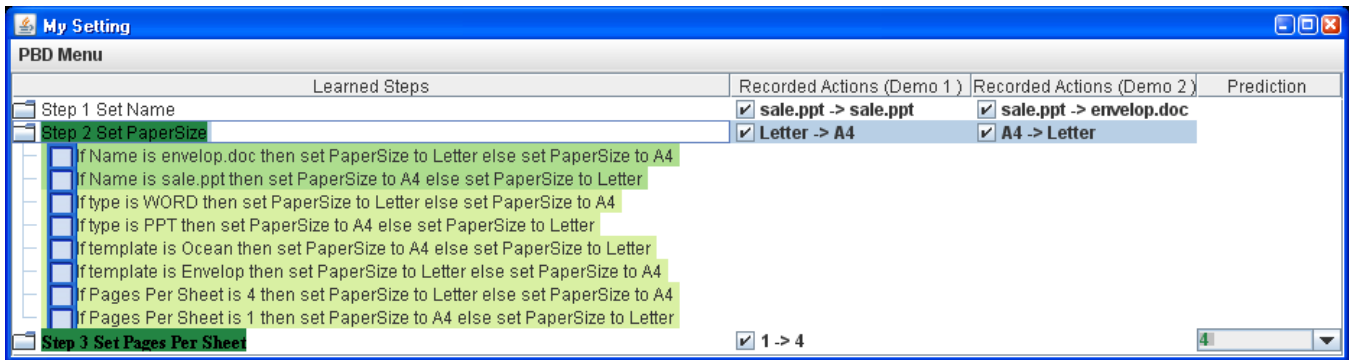 My Setting
PBD Menu
Learned Steps Recorded Actions (Demo 1 ) Recorded Actions (Demo 2 ) Prediction
Step 1 Set Name sale.ppt -> sale.ppt sale.ppt -> envelop.doc
Step 2 Set PaperSize Letter -> A4 A4 -> Letter
If Name is envelop.doc then set PaperSize to Letter else set PaperSize to A4
If Name is sale.ppt then set PaperSize to A4 else set PaperSize to Letter
If type is WORD then set PaperSize to Letter else set PaperSize to A4
If type is PPT then set PaperSize to A4 else set PaperSize to Letter
If template is Ocean then set PaperSize to A4 else set PaperSize to Letter
If template is Envelop then set PaperSize to Letter else set PaperSize to A4
If Pages Per Sheet is 4 then set PaperSize to Letter else set PaperSize to A4
If Pages Per Sheet is 1 then set PaperSize to A4 else set PaperSize to Letter
Step 3 Set Pages Per Sheet 1 -> 4 4